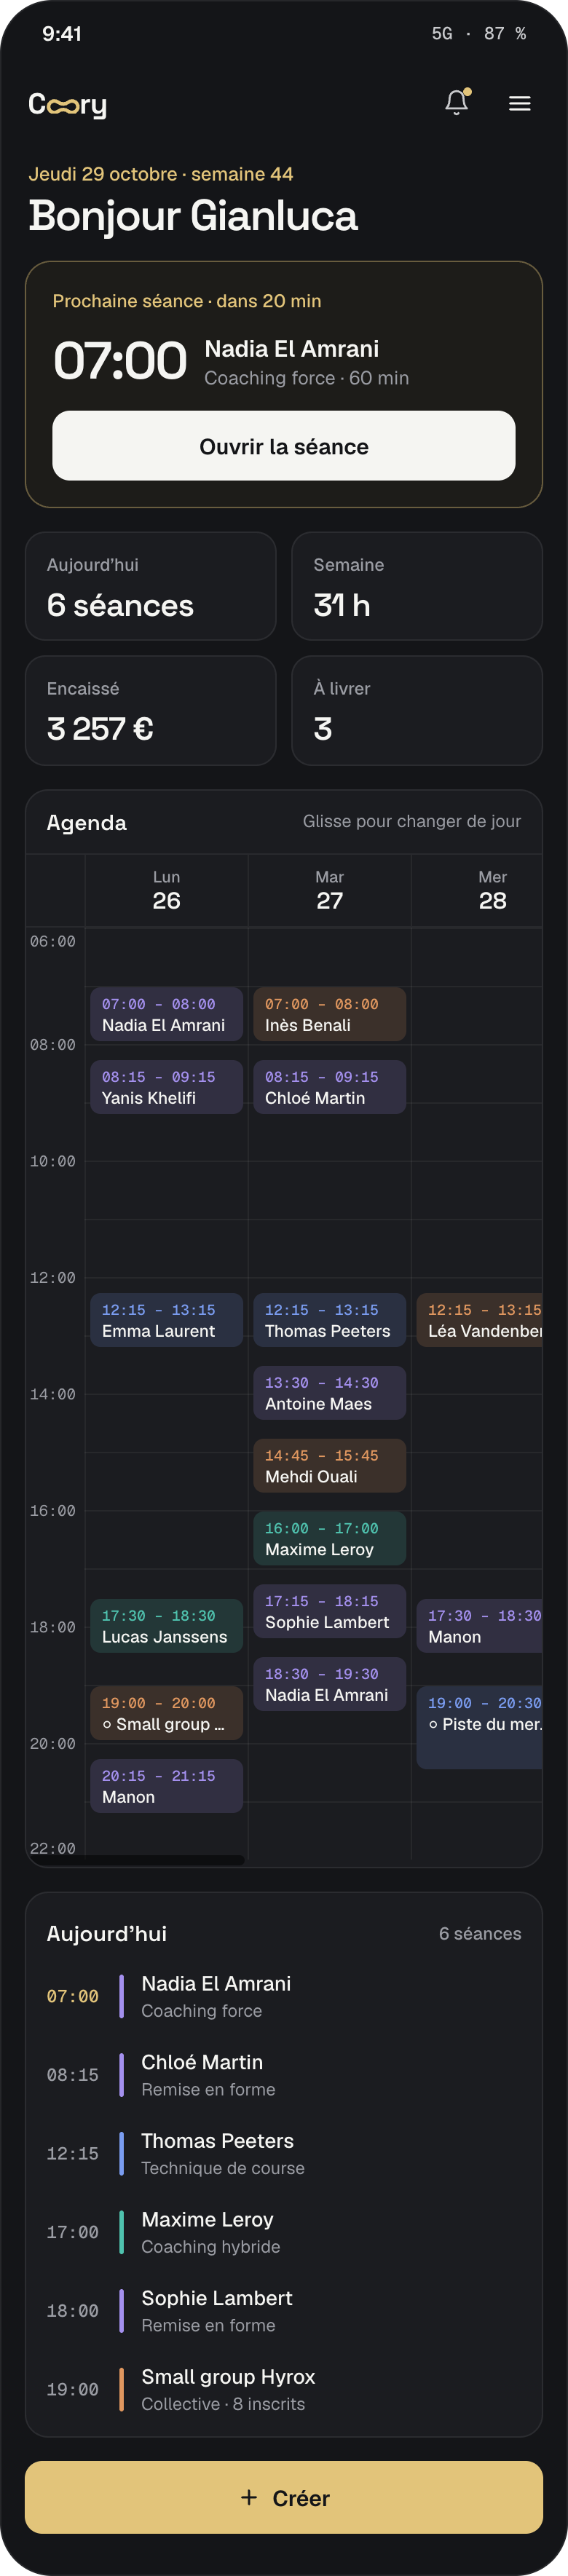 9:41
5G · 87 %
Coory
Jeudi 29 octobre · semaine 44
Bonjour Gianluca
Prochaine séance · dans 20 min
07:00
Nadia El Amrani
Coaching force · 60 min
Ouvrir la séance
Aujourd’hui
6 séances
Semaine
31 h
Encaissé
3 257 €
À livrer
3
Agenda
Glisse pour changer de jour
Lun
26
Mar
27
Mer
28
06:00
07:00 – 08:00
Nadia El Amrani
07:00 – 08:00
Inès Benali
08:00
08:15 – 09:15
Yanis Khelifi
08:15 – 09:15
Chloé Martin
10:00
12:00
12:15 – 13:15
Emma Laurent
12:15 – 13:15
Thomas Peeters
12:15 – 13:15
Léa Vandenber
13:30 – 14:30
Antoine Maes
14:00
14:45 – 15:45
Mehdi Ouali
16:00
16:00 – 17:00
Maxime Leroy
17:15 – 18:15
Sophie Lambert
17:30 – 18:30
Lucas Janssens
17:30 – 18:30
Manon
18:00
18:30 – 19:30
Nadia El Amrani
19:00 – 20:00
Small group …
19:00 – 20:30
Piste du mer.
20:00
20:15 – 21:15
Manon
22:00
Aujourd’hui
6 séances
07:00
Nadia El Amrani
Coaching force
08:15
Chloé Martin
Remise en forme
12:15
Thomas Peeters
Technique de course
17:00
Maxime Leroy
Coaching hybride
18:00
Sophie Lambert
Remise en forme
19:00
Small group Hyrox
Collective · 8 inscrits
+ Créer